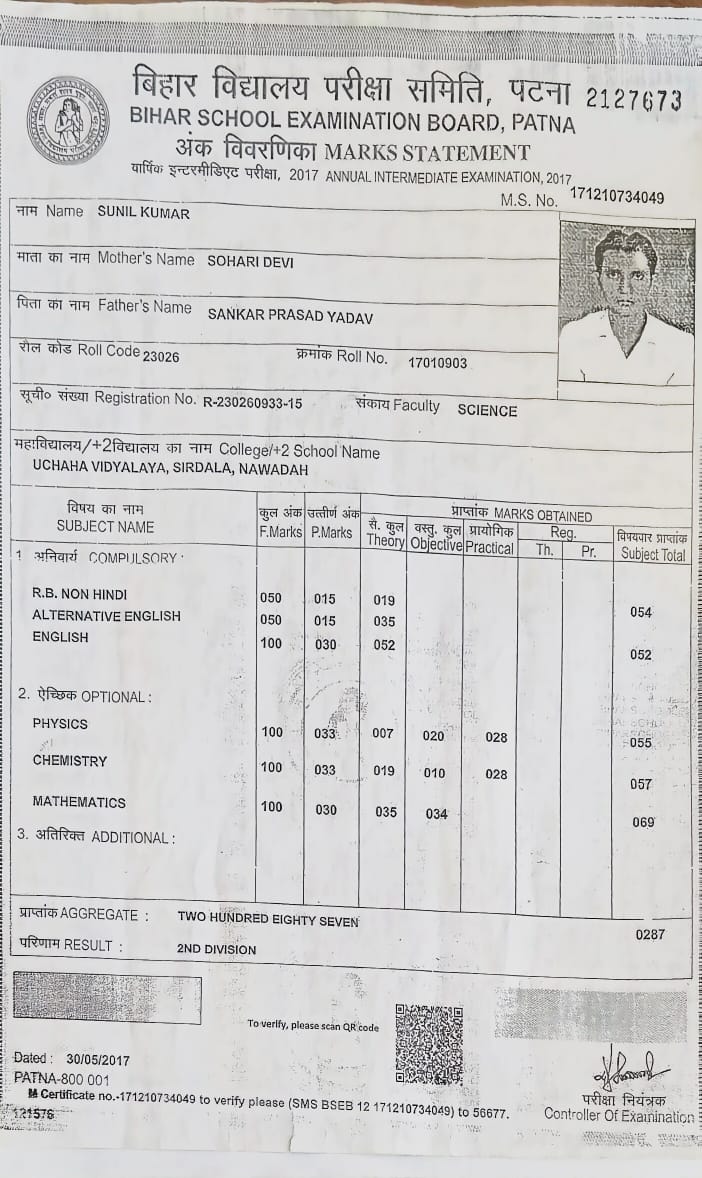 बिहार विद्यालय परीक्षा समिति, पटना 2127673
BIHAR SCHOOL EXAMINATION BOARD, PATNA
अंक विवरणिका MARKS STATEMENT
वार्षिक इन्टरमीडिएट परीक्षा, 2017 ANNUAL INTERMEDIATE EXAMINATION, 2017
M.S. No. 171210734049
नाम Name SUNIL KUMAR
माता का नाम Mother's Name SOHARI DEVI
पिता का नाम Father's Name SANKAR PRASAD YADAV
रौल कोड Roll Code 23026 क्रमांक Roll No. 17010903
सूची० संख्या Registration No. R-230260933-15 संकाय Faculty SCIENCE
महाविद्यालय/+2विद्यालय का नाम College/+2 School Name
UCHAHA VIDYALAYA, SIRDALA, NAWADAH
विषय का नाम कुल अंक उत्तीर्ण अंक प्राप्तांक MARKS OBTAINED
SUBJECT NAME F.Marks P.Marks सै. कुल Theory वस्तु. कुल Objective प्रायोगिक Practical Reg. Th. Pr. विषयवार प्राप्तांक Subject Total
1 अनिवार्य COMPULSORY :
R.B. NON HINDI 050 015 019
054
ALTERNATIVE ENGLISH 050 015 035
ENGLISH 100 030 052 052
2. ऐच्छिक OPTIONAL :
PHYSICS 100 033 007 020 028 055
CHEMISTRY 100 033 019 010 028 057
MATHEMATICS 100 030 035 034 069
3. अतिरिक्त ADDITIONAL :
प्राप्तांक AGGREGATE : TWO HUNDRED EIGHTY SEVEN 0287
परिणाम RESULT : 2ND DIVISION
To verify, please scan QR code
Dated : 30/05/2017
PATNA-800 001
Certificate no.-171210734049 to verify please (SMS BSEB 12 171210734049) to 56677.
121576
परीक्षा नियंत्रक
Controller Of Examination